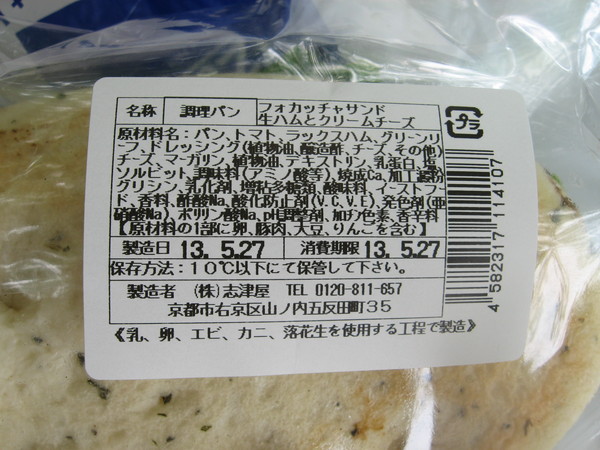 名称 調理パン フォカッチャサンド
生ハムとクリームチーズ
原材料名：パン、トマト、ラックスハム、グリーンリ
ーフ、ドレッシング(植物油、醸造酢、チーズ、その他)
チーズ、マーガリン、植物油、デキストリン、乳蛋白、塩
ソルビット、調味料(アミノ酸等)、焼成Ca、加工澱粉
グリシン、乳化剤、増粘多糖類、酸味料、イーストフー
ド、香料、酢酸Na、酸化防止剤(V.C、V.E)、発色剤(亜
硝酸Na)、ポリリン酸Na、pH調整剤、加チノ色素、香辛料
【原材料の1部に卵、豚肉、大豆、りんごを含む】
製造日 13. 5.27 消費期限 13. 5.27
保存方法：10℃以下にて保管して下さい。
製造者 (株)志津屋 TEL 0120-811-657
京都市右京区山ノ内五反田町35
《乳、卵、エビ、カニ、落花生を使用する工程で製造》
プラ
4 582317 114107